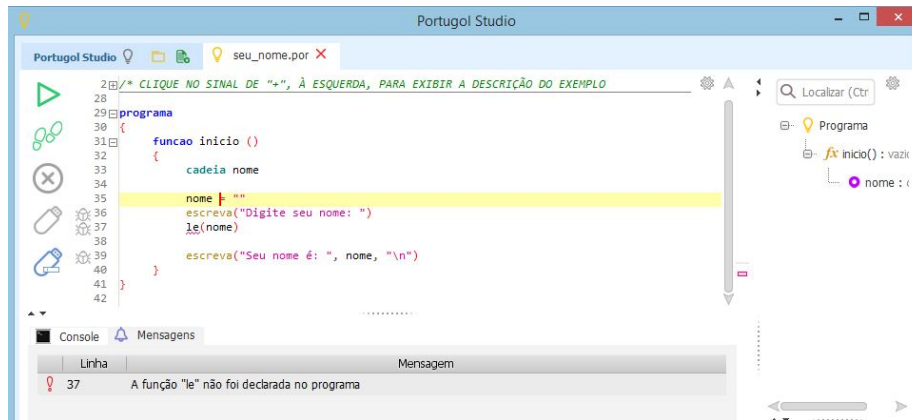 Portugol Studio
Portugol Studio
seu_nome.por
Localizar (Ctr
2 /* CLIQUE NO SINAL DE "+", À ESQUERDA, PARA EXIBIR A DESCRIÇÃO DO EXEMPLO
28
29 programa
30 {
31 funcao inicio ()
32 {
33 cadeia nome
34
35 nome = ""
36 escreva("Digite seu nome: ")
37 le(nome)
38
39 escreva("Seu nome é: ", nome, "\n")
40 }
41 }
42
Programa
fx inicio() : vazio
nome :
Console Mensagens
Linha Mensagem
37 A função "le" não foi declarada no programa